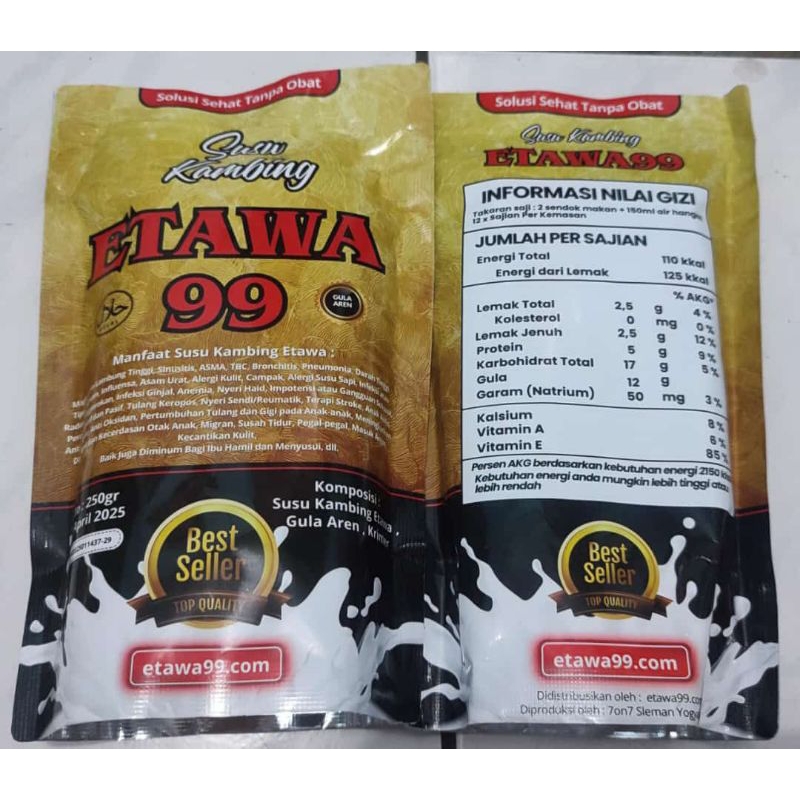 Solusi Sehat Tanpa Obat
Susu
Kambing
ETAWA
99
حلال
GULA
AREN
Manfaat Susu Kambing Etawa :
Tinggi, Sinusitis, ASMA, TBC, Bronchitis, Pneumonia, Darah
Influensa, Asam Urat, Alergi Kulit, Campak, Alergi Susu Sapi,
Infeksi Ginjal, Anemia, Nyeri Haid, Impotensi atau Gangguan
dan Pasif, Tulang Keropos, Nyeri Sendi/Reumatik, Terapi Stroke,
Oksidan, Pertumbuhan Tulang dan Gigi pada Anak-anak,
Kecerdasan Otak Anak, Migran, Susah Tidur, Pegal-pegal, Masuk
Kecantikan Kulit,
Baik Juga Diminum Bagi Ibu Hamil dan Menyusui, dll.
: 250gr
April 2025
11437-29
Komposisi :
Susu Kambing Etawa
Gula Aren , Krimer
Best
Seller
TOP QUALITY
etawa99.com
Solusi Sehat Tanpa Obat
Susu Kambing
ETAWA99
INFORMASI NILAI GIZI
Takaran saji : 2 sendok makan + 150ml air hangat
12 x Sajian Per Kemasan
JUMLAH PER SAJIAN
Energi Total 110 kkal
Energi dari Lemak 125 kkal
% AKG*
Lemak Total 2,5 g 4%
Kolesterol 0 mg 0%
Lemak Jenuh 2,5 g 12%
Protein 5 g 9%
Karbohidrat Total 17 g 5%
Gula 12 g
Garam (Natrium) 50 mg 3%
Kalsium 8%
Vitamin A 6%
Vitamin E 85%
Persen AKG berdasarkan kebutuhan energi 2150
Kebutuhan energi anda mungkin lebih tinggi atau
lebih rendah
Best
Seller
TOP QUALITY
etawa99.com
Didistribusikan oleh : etawa99.com
Diproduksi oleh : 7on7 Sleman